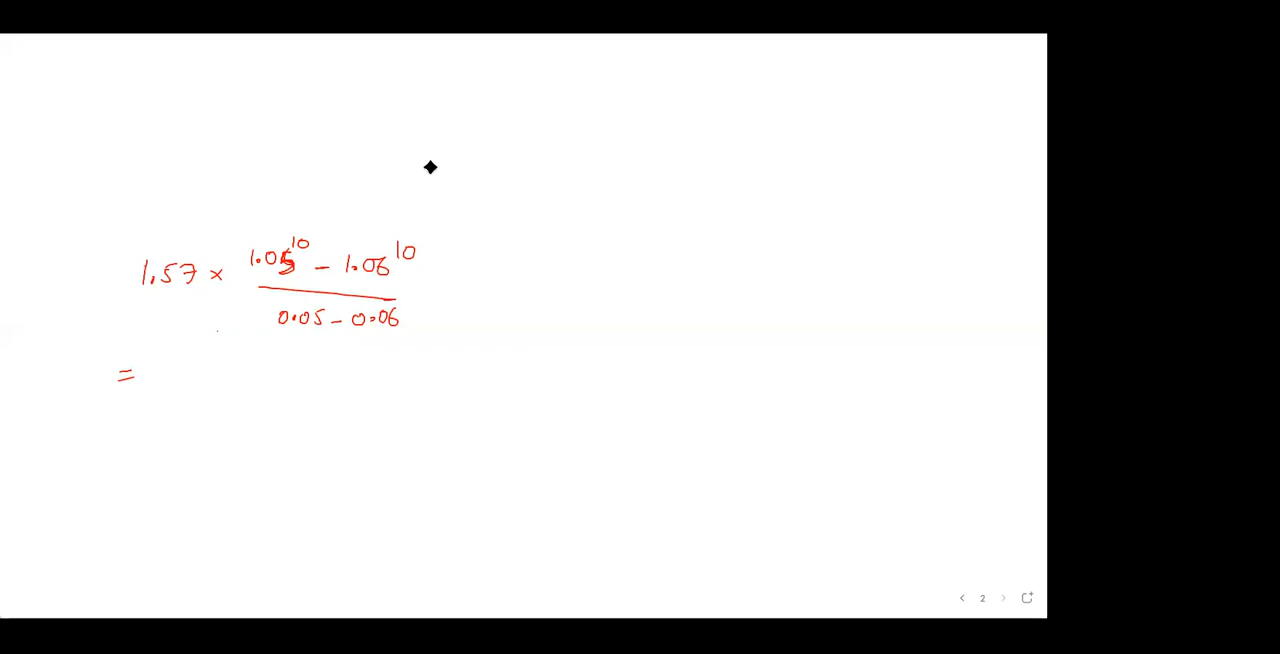 1.57 × (1.05^10 − 1.06^10) / (0.05 − 0.06)
=
2